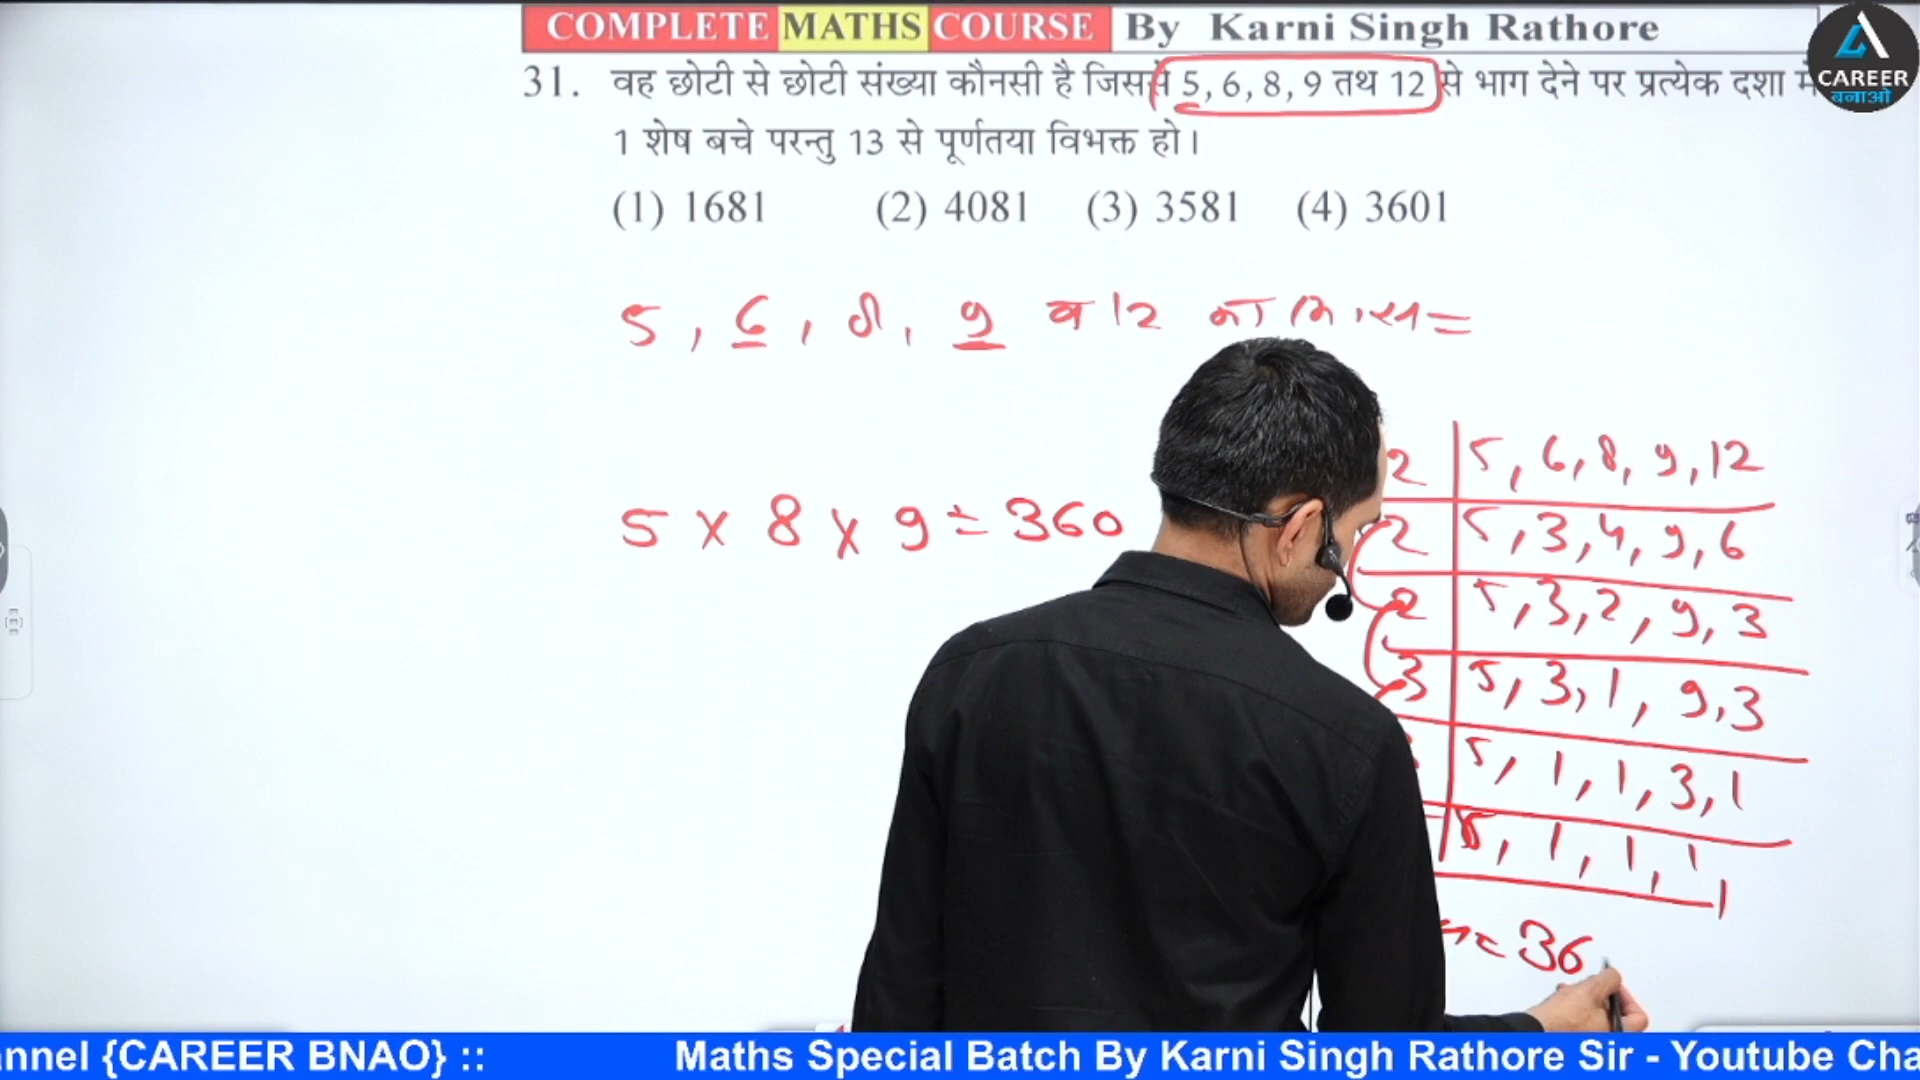 COMPLETE MATHS COURSE By Karni Singh Rathore
CAREER
बनाओ
31. वह छोटी से छोटी संख्या कौनसी है जिससे 5, 6, 8, 9 तथ 12 से भाग देने पर प्रत्येक दशा में
1 शेष बचे परन्तु 13 से पूर्णतया विभक्त हो।
(1) 1681 (2) 4081 (3) 3581 (4) 3601
5, 6, 8, 9 व 12 का
5 x 8 x 9 = 360
2 5, 6, 8, 9, 12
2 5, 3, 4, 9, 6
2 5, 3, 2, 9, 3
3 5, 3, 1, 9, 3
5, 1, 1, 3, 1
5, 1, 1, 1, 1
= 36
nnel {CAREER BNAO} :: Maths Special Batch By Karni Singh Rathore Sir - Youtube Cha